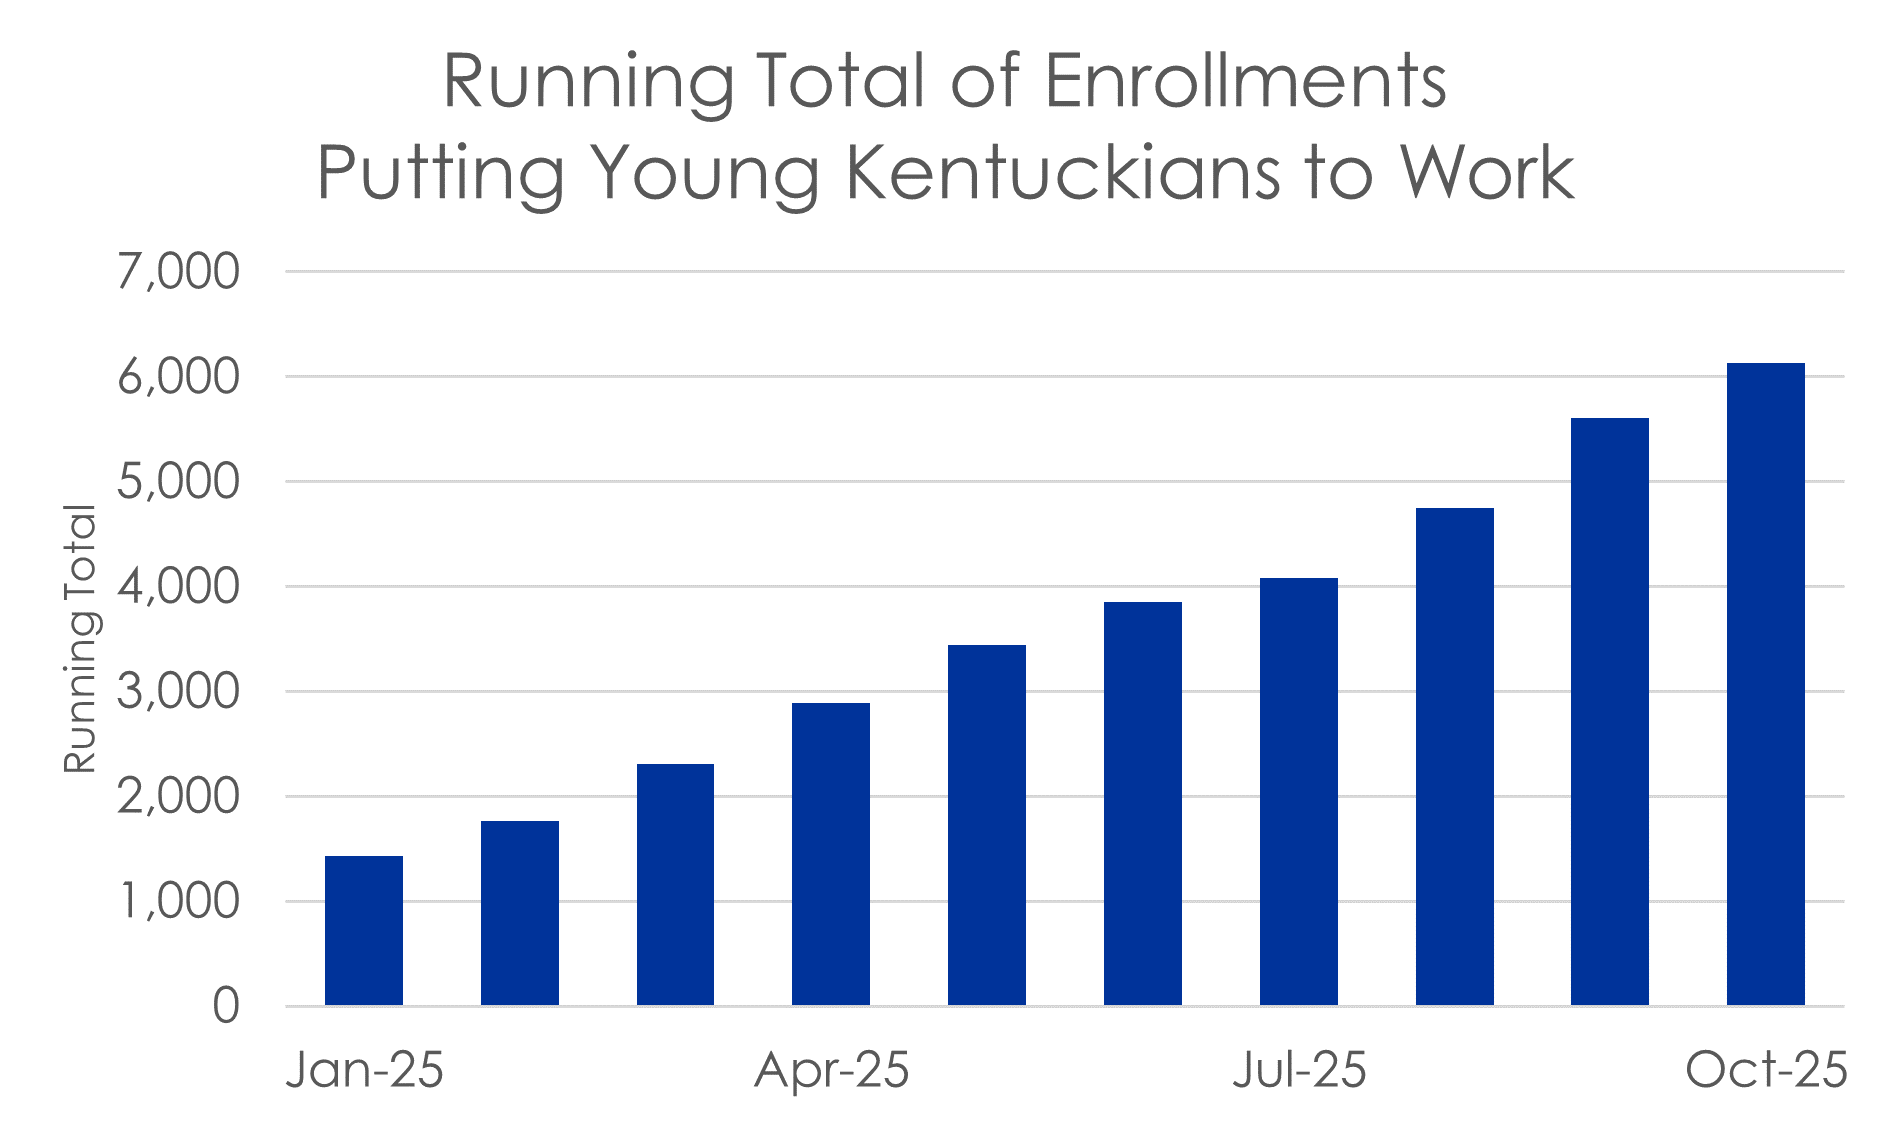 Running Total of Enrollments
Putting Young Kentuckians to Work
7,000
6,000
5,000
4,000
3,000
2,000
1,000
0
Running Total
Jan-25 Apr-25 Jul-25 Oct-25